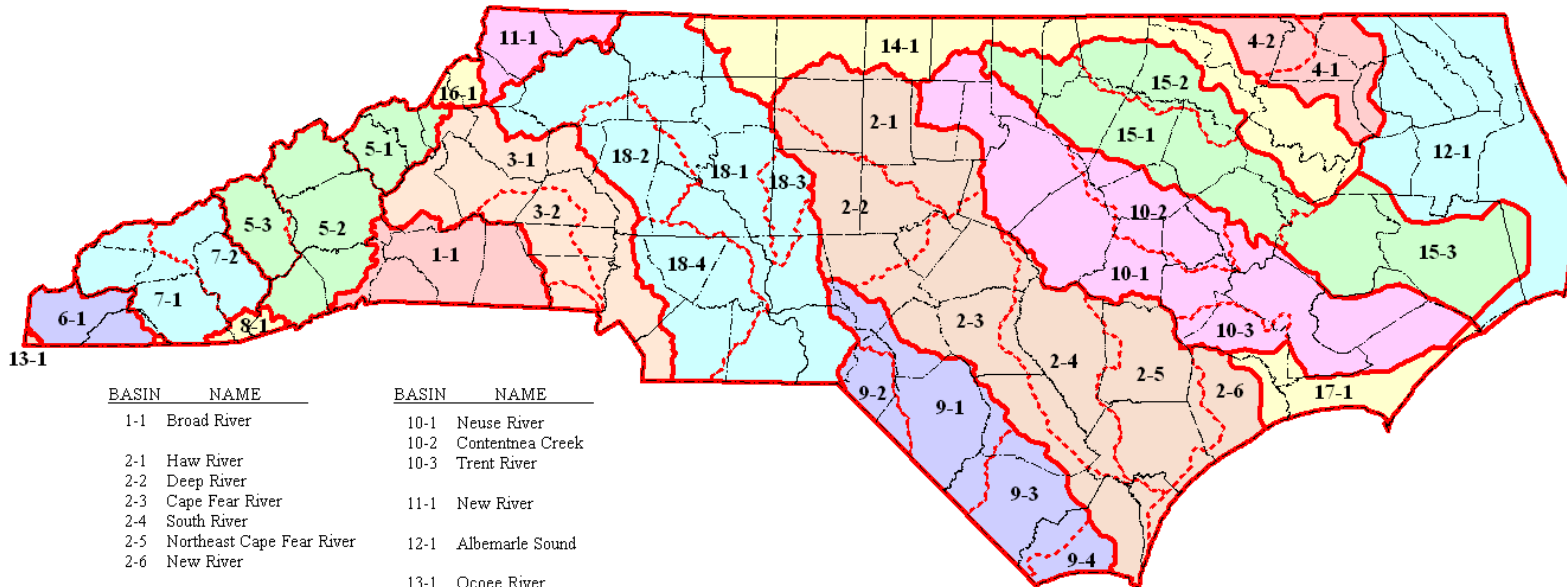 11-1
14-1
4-2
4-1
16-1
15-2
2-1
5-1
15-1
3-1
18-2
12-1
18-1
18-3
3-2
2-2
10-2
5-3
5-2
7-2
1-1
18-4
15-3
10-1
7-1
6-1
8-1
2-3
10-3
13-1
2-4
2-5
2-6
17-1
9-2
9-1
9-3
9-4
BASIN NAME
1-1 Broad River
2-1 Haw River
2-2 Deep River
2-3 Cape Fear River
2-4 South River
2-5 Northeast Cape Fear River
2-6 New River
BASIN NAME
10-1 Neuse River
10-2 Contentnea Creek
10-3 Trent River
11-1 New River
12-1 Albemarle Sound
13-1 Ocoee River